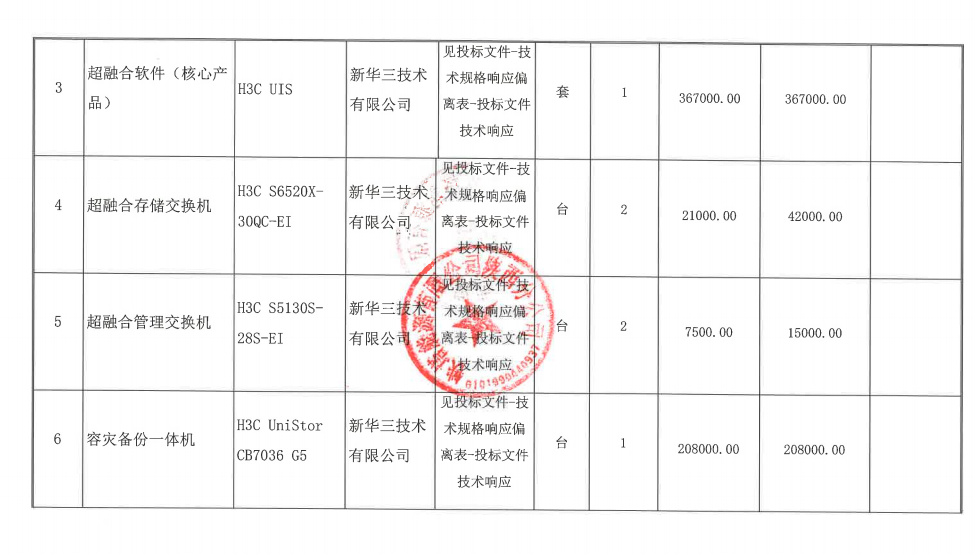 3 超融合软件（核心产品） H3C UIS 新华三技术有限公司 见投标文件-技术规格响应偏离表-投标文件技术响应 套 1 367000.00 367000.00
4 超融合存储交换机 H3C S6520X-30QC-EI 新华三技术有限公司 见投标文件-技术规格响应偏离表-投标文件技术响应 台 2 21000.00 42000.00
5 超融合管理交换机 H3C S5130S-28S-EI 新华三技术有限公司 见投标文件-技术规格响应偏离表-投标文件技术响应 台 2 7500.00 15000.00
6 容灾备份一体机 H3C UniStor CB7036 G5 新华三技术有限公司 见投标文件-技术规格响应偏离表-投标文件技术响应 台 1 208000.00 208000.00
公司陕西分公司